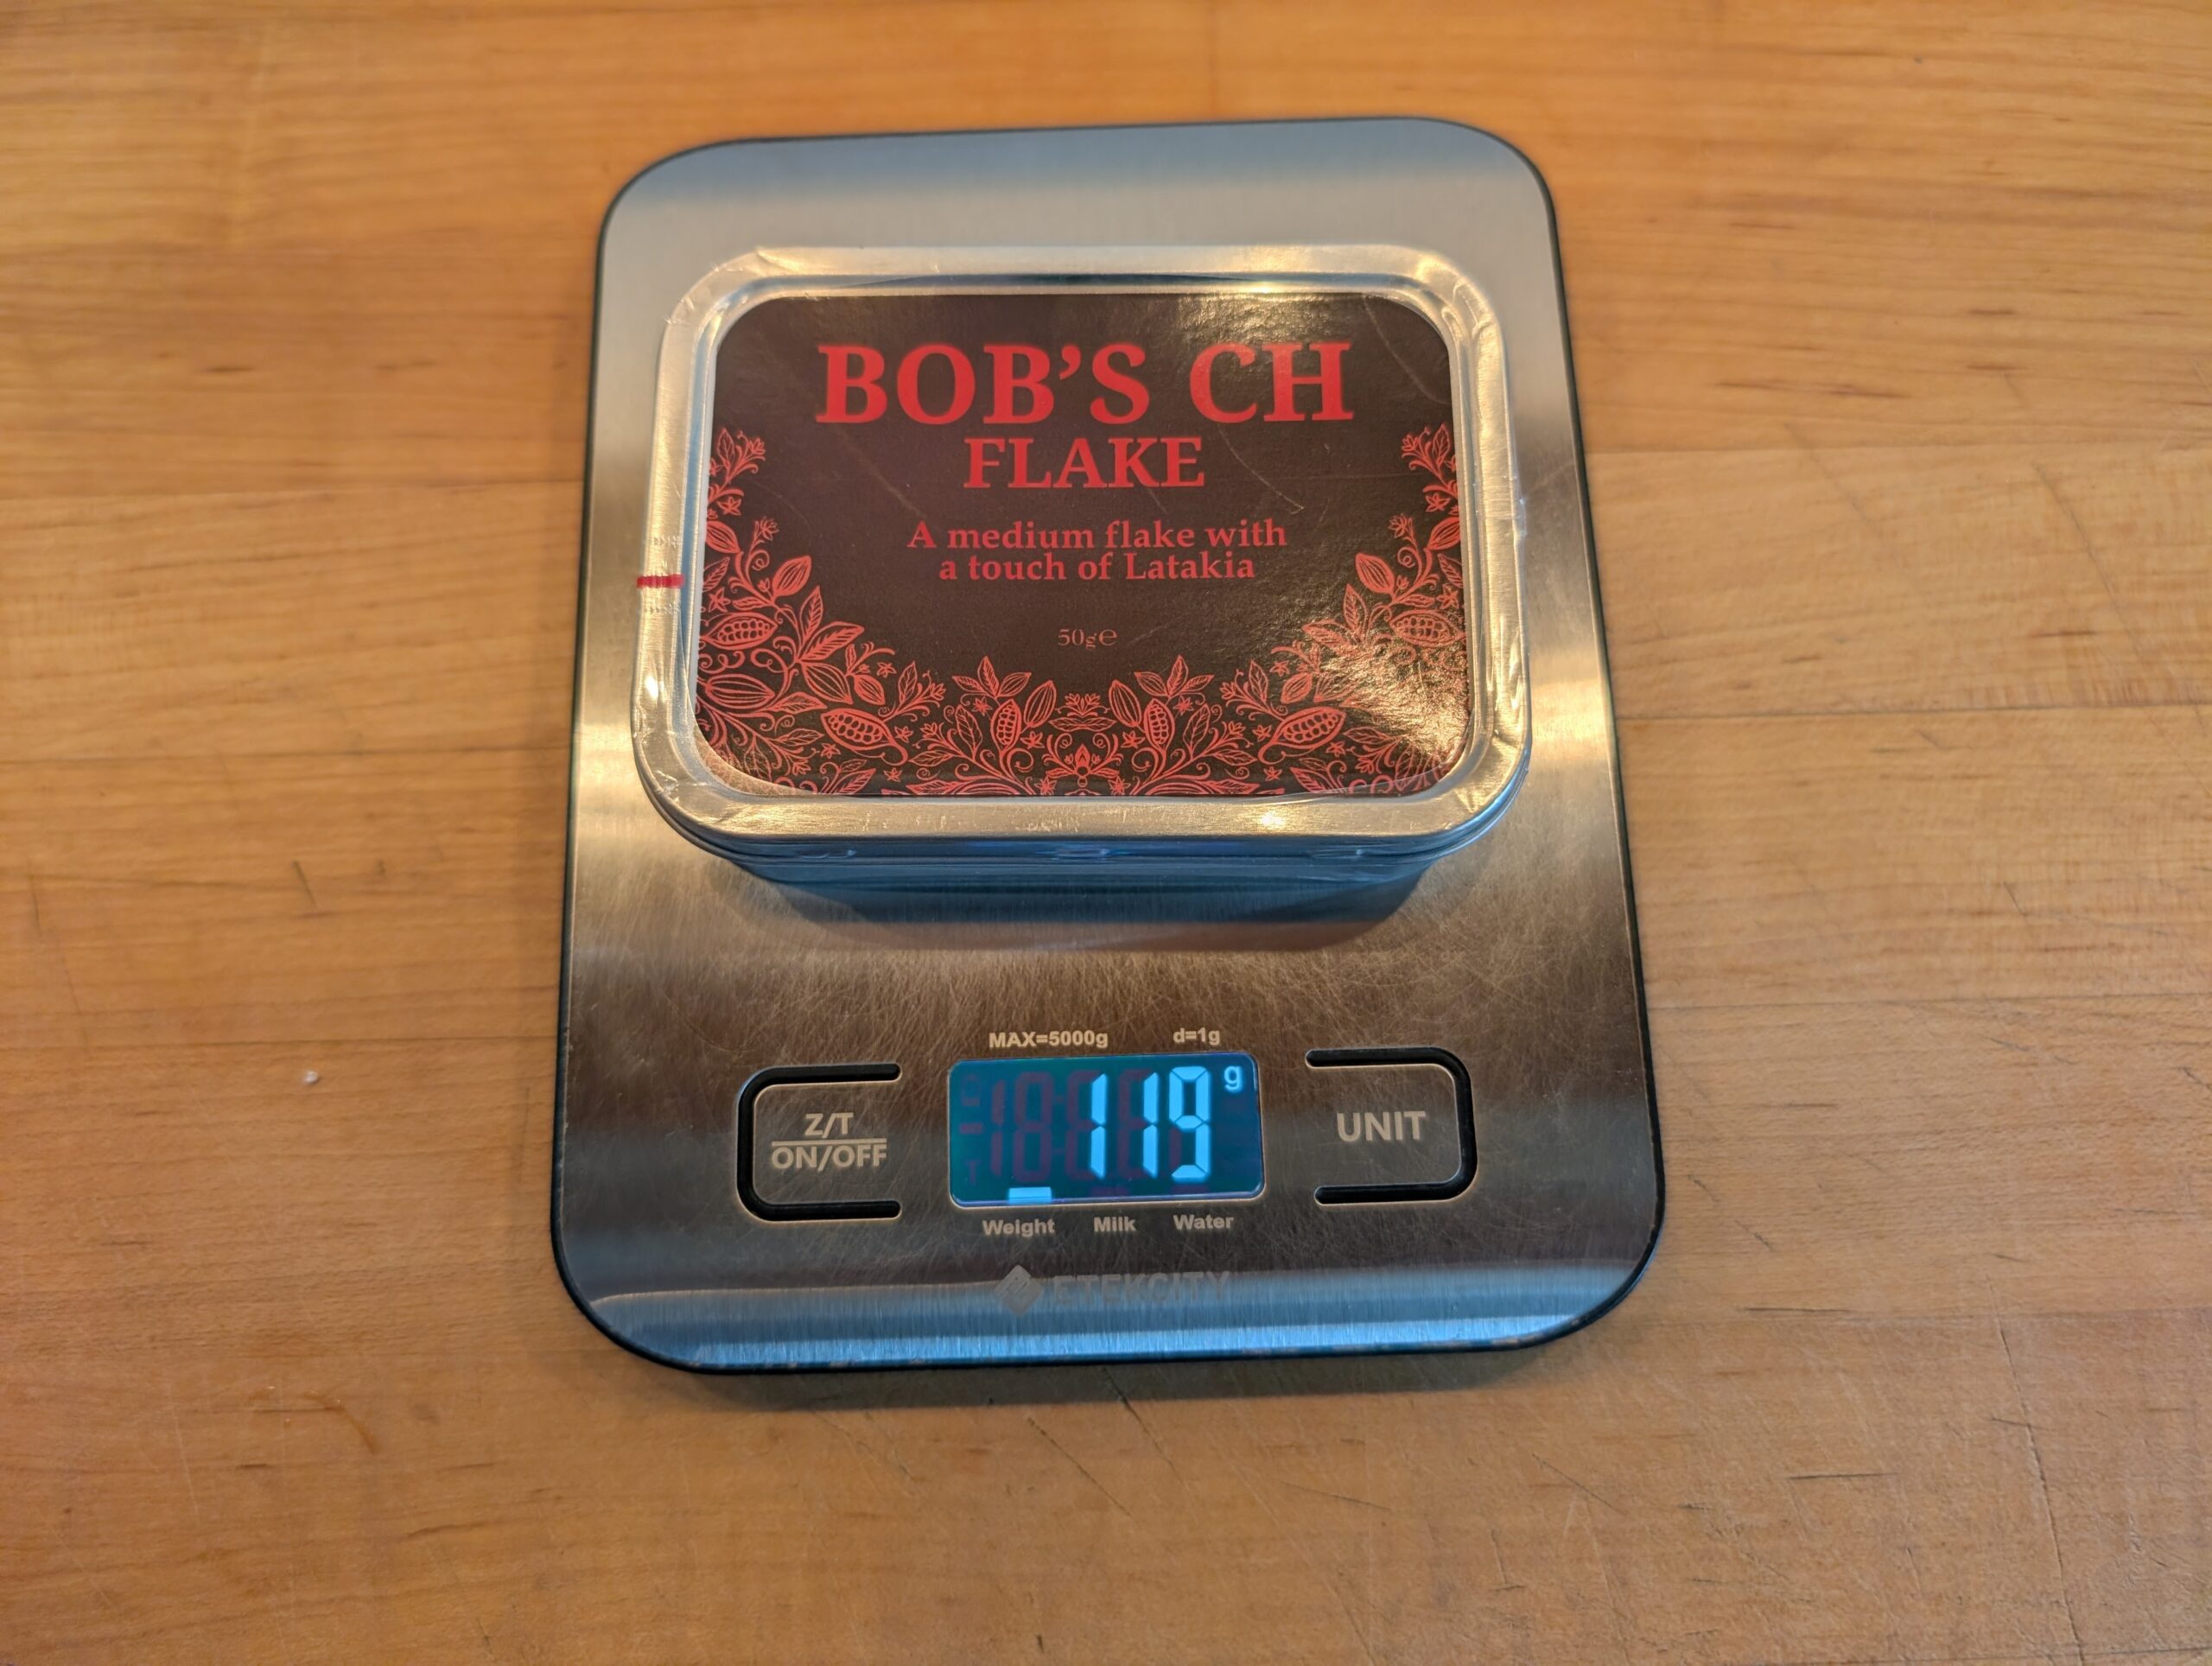 BOB'S CH
FLAKE
A medium flake with
a touch of Latakia
50g℮
MAX=5000g d=1g
Z/T
ON/OFF
119 g
UNIT
Weight Milk Water
ETEKCITY